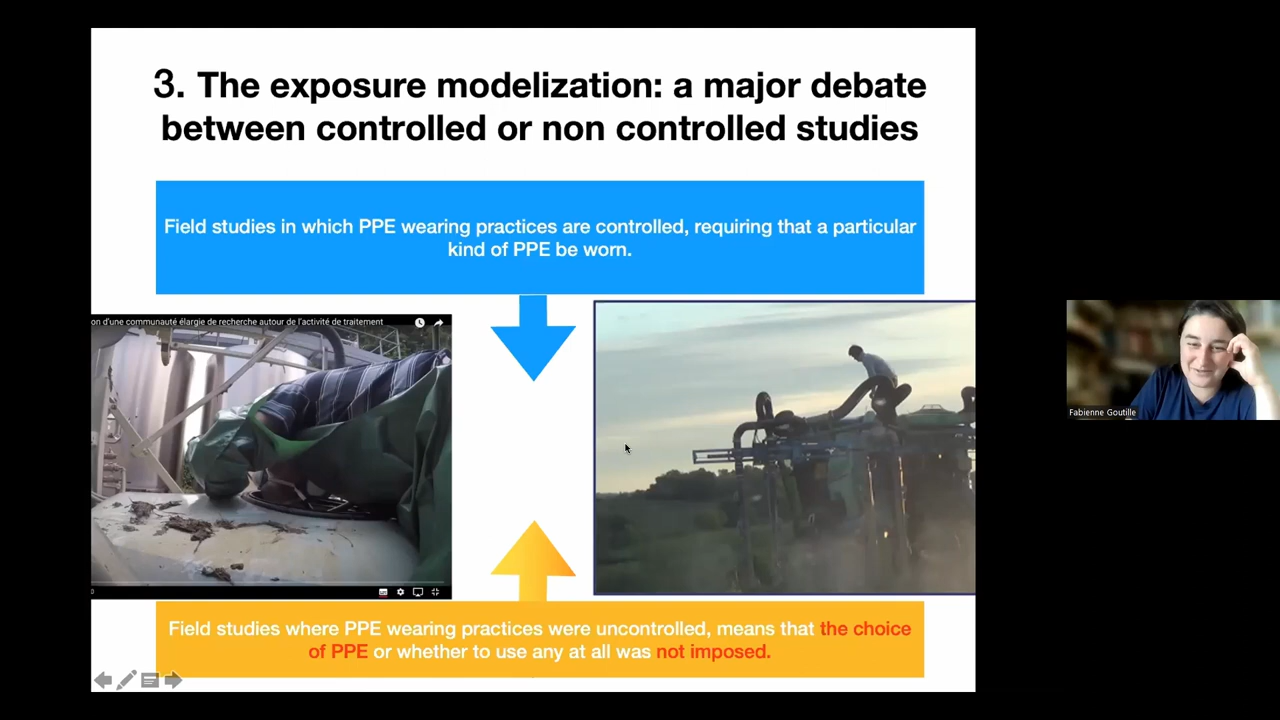 3. The exposure modelization: a major debate
between controlled or non controlled studies
Field studies in which PPE wearing practices are controlled, requiring that a particular
kind of PPE be worn.
on d'une communauté élargie de recherche autour de l'activité de traitement
Fabienne Goutille
Field studies where PPE wearing practices were uncontrolled, means that the choice
of PPE or whether to use any at all was not imposed.